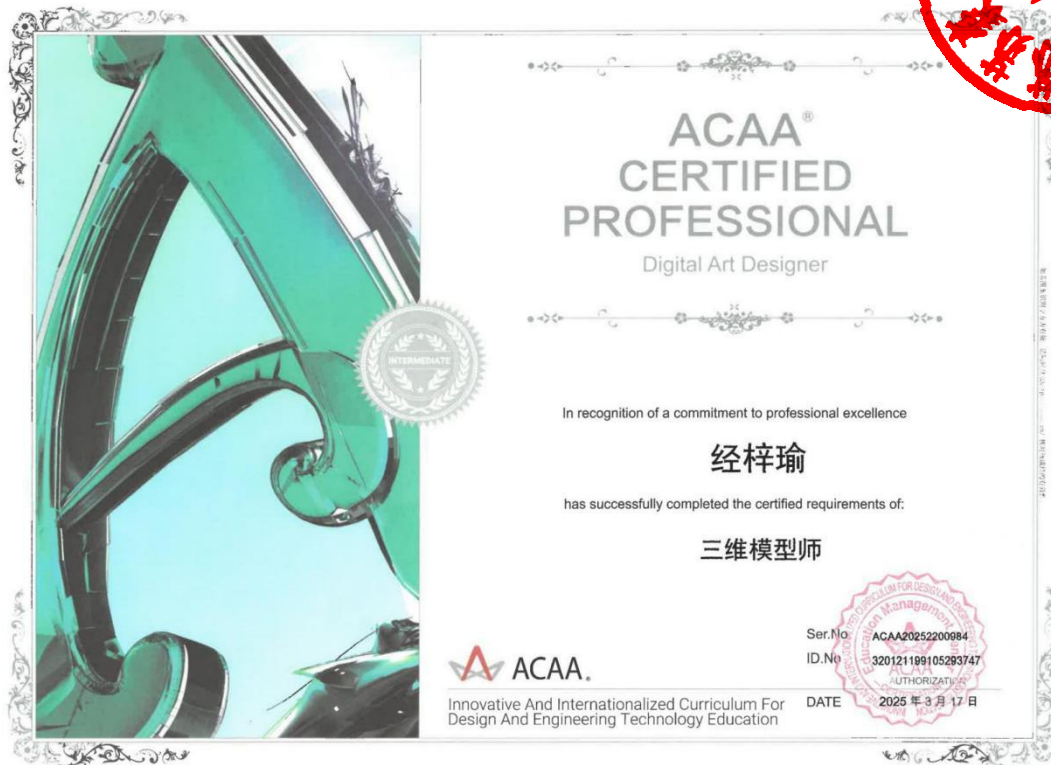 ACAA®
CERTIFIED
PROFESSIONAL
Digital Art Designer
INTERMEDIATE
In recognition of a commitment to professional excellence
经梓瑜
has successfully completed the certified requirements of:
三维模型师
Ser.No ACAA20252200984
ID.No 320121199105293747
AUTHORIZATION
DATE 2025 年 3 月 17 日
ACAA.
Innovative And Internationalized Curriculum For
Design And Engineering Technology Education